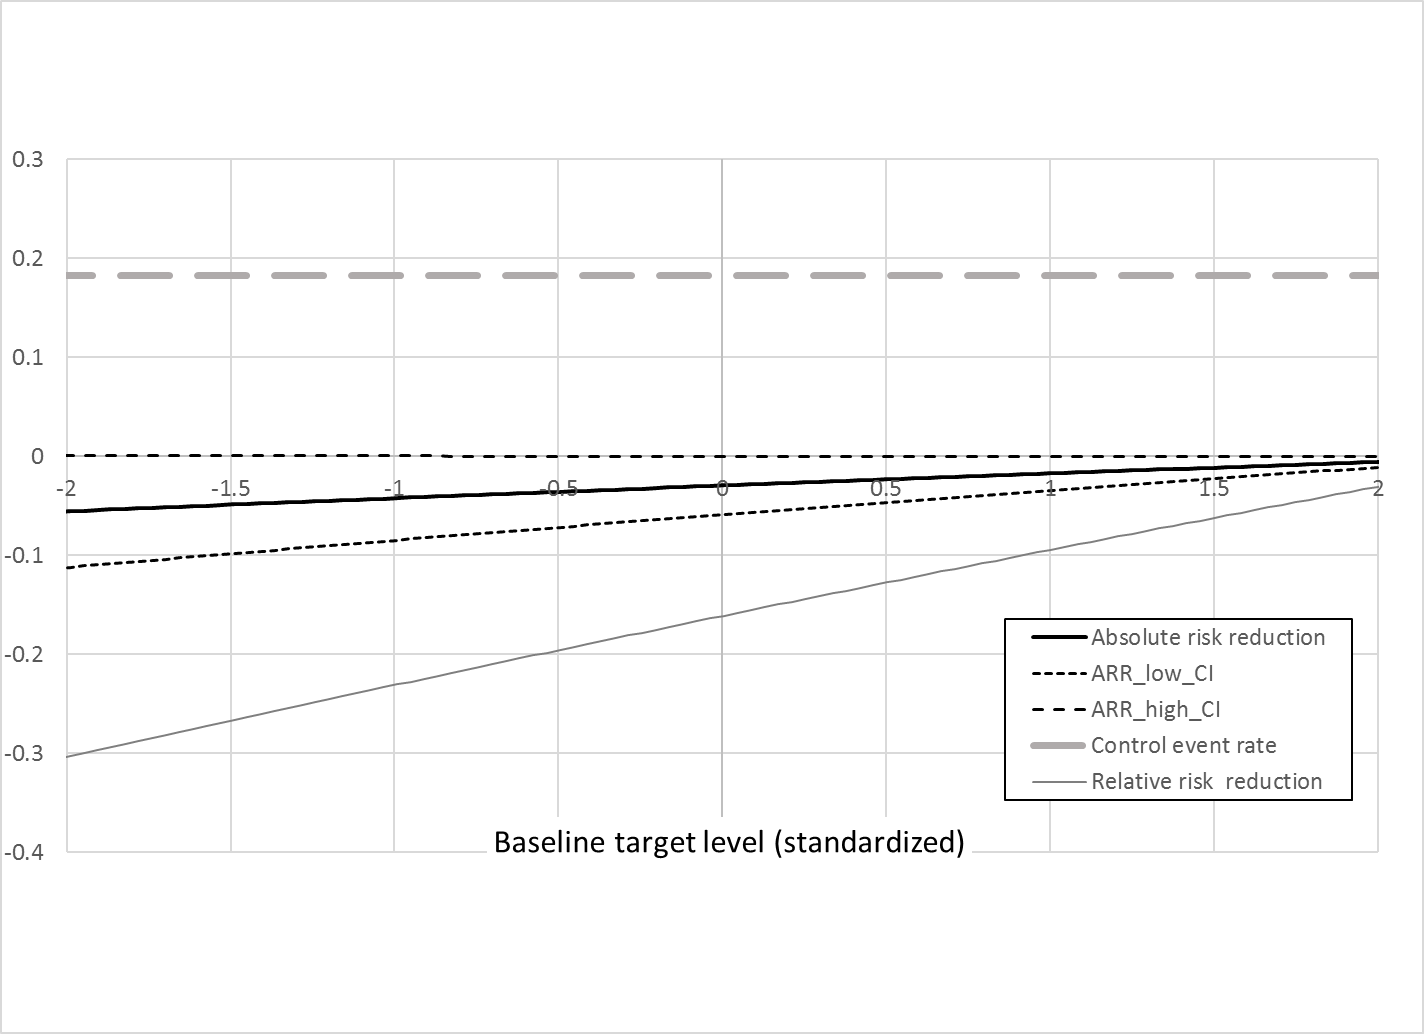 0.3
0.2
0.1
0
-2 -1.5 -1 -0.5 0 0.5 1 1.5 2
-0.1
-0.2
Absolute risk reduction
ARR_low_CI
ARR_high_CI
Control event rate
-0.3
Relative risk  reduction
Baseline target level (standardized)
-0.4